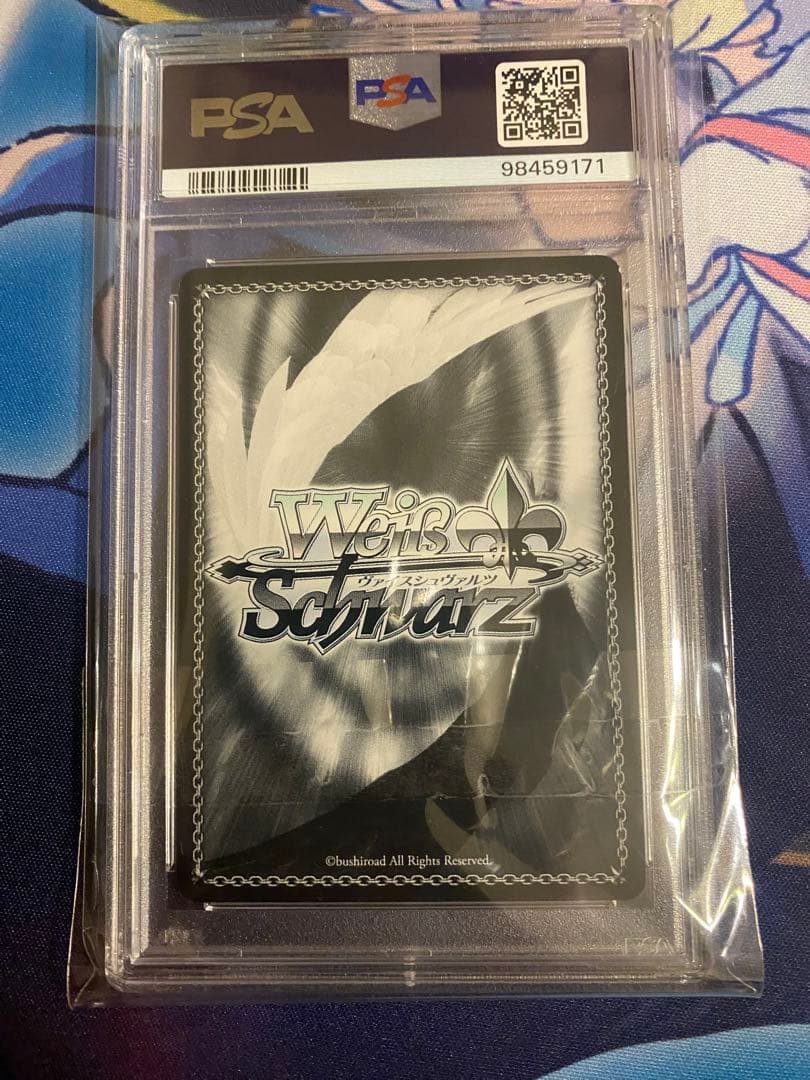 PSA
PSA
98459171
Weiß
ヴァイスシュヴァルツ
Schwarz
©bushiroad All Rights Reserved.
PSA